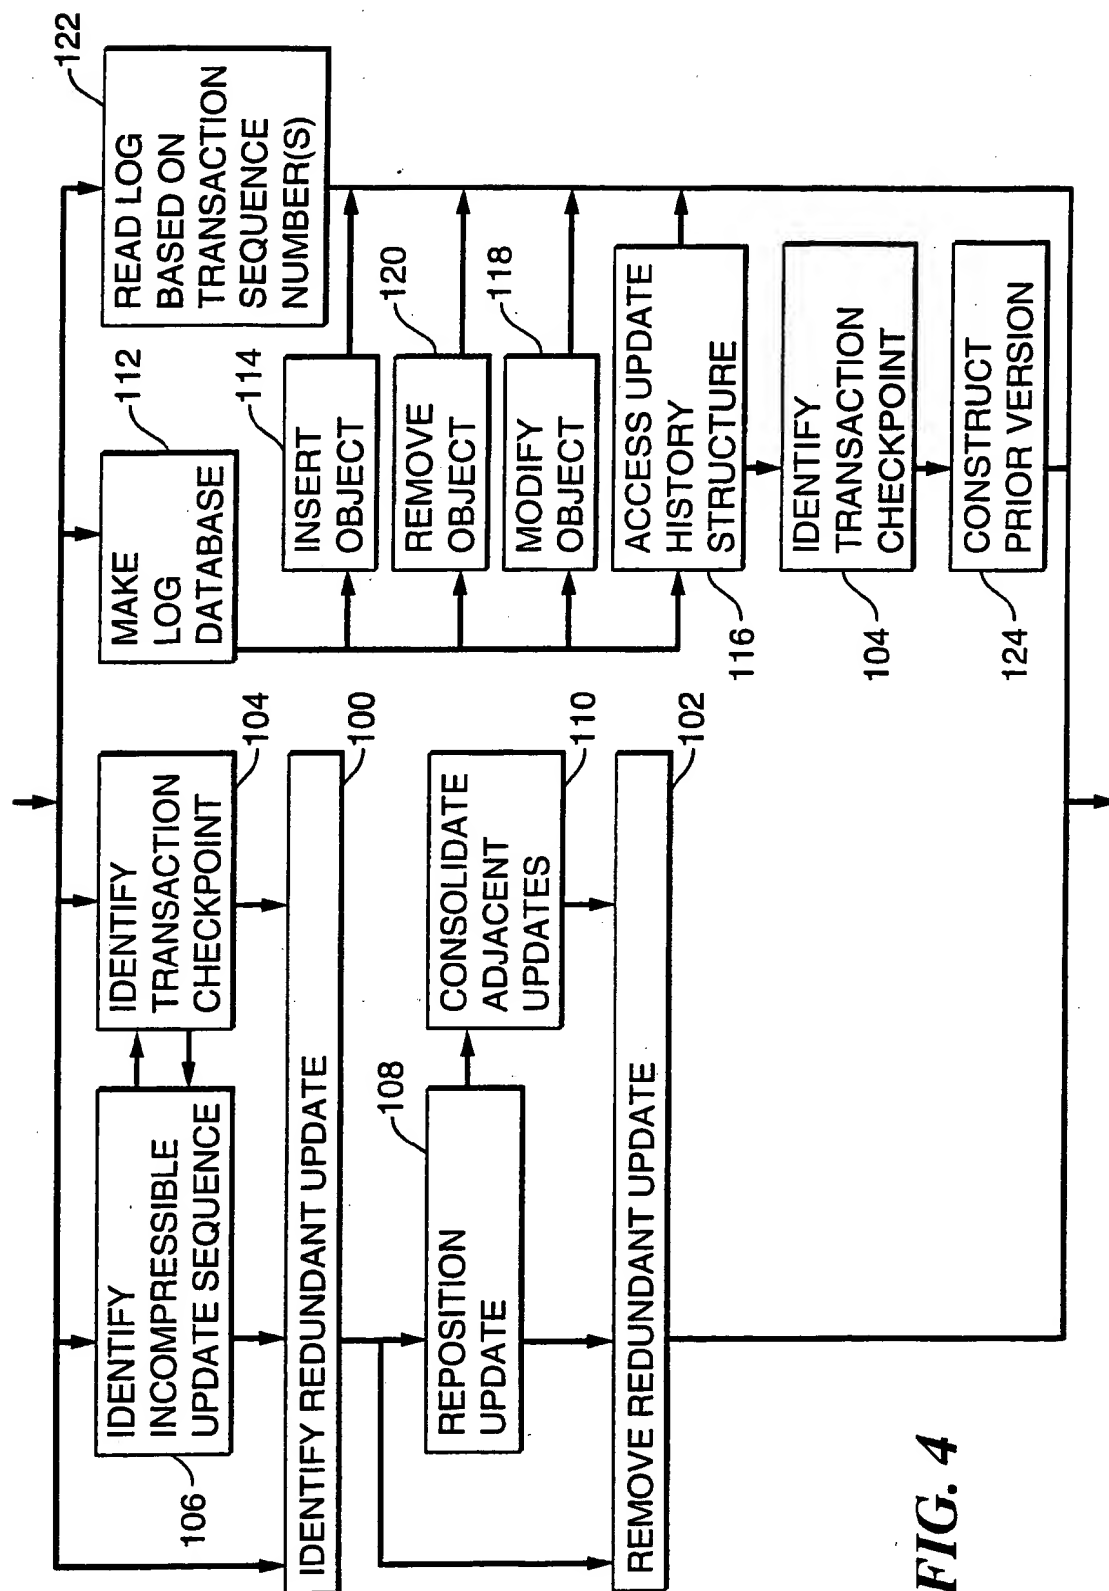 IDENTIFY
INCOMPRESSIBLE
UPDATE SEQUENCE
106
IDENTIFY
TRANSACTION
CHECKPOINT
104
IDENTIFY REDUNDANT UPDATE
100
REPOSITION
UPDATE
108
CONSOLIDATE
ADJACENT
UPDATES
110
REMOVE REDUNDANT UPDATE
102
MAKE
LOG
DATABASE
112
READ LOG
BASED ON
TRANSACTION
SEQUENCE
NUMBER(S)
122
INSERT
OBJECT
114
REMOVE
OBJECT
120
MODIFY
OBJECT
118
ACCESS UPDATE
HISTORY
STRUCTURE
116
IDENTIFY
TRANSACTION
CHECKPOINT
104
CONSTRUCT
PRIOR VERSION
124
FIG. 4